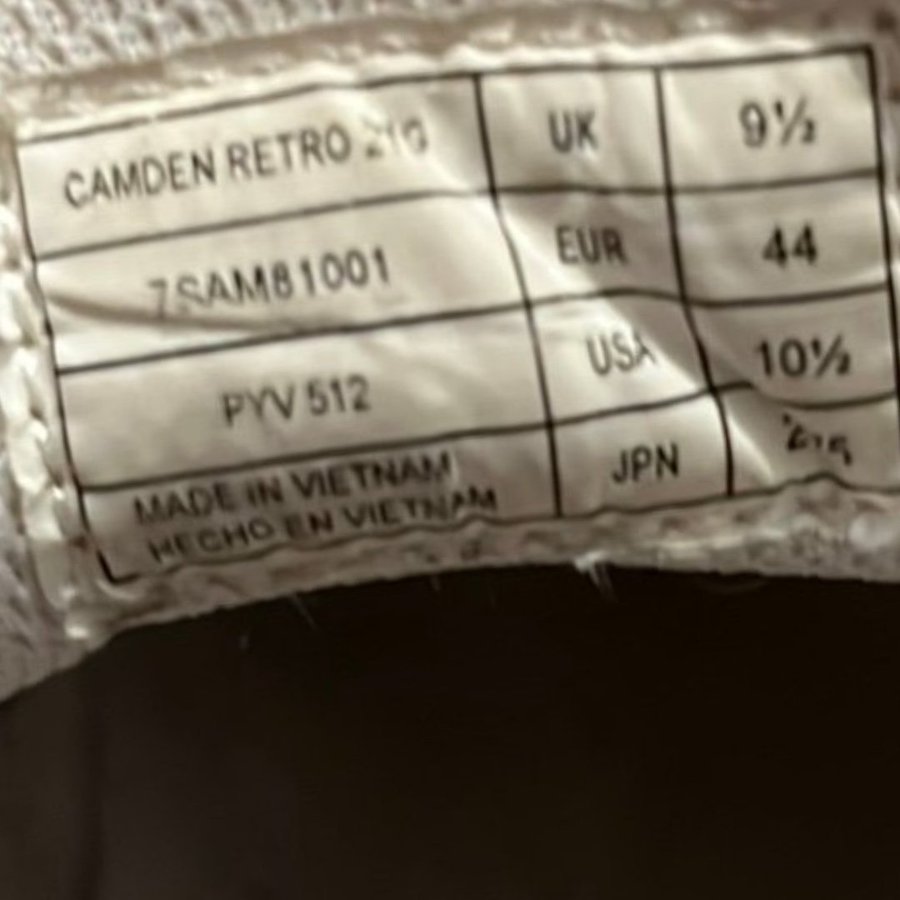 CAMDEN RETRO
UK 9½
7SAM81001
EUR 44
PYV 512
USA 10½
MADE IN VIETNAM
HECHO EN VIETNAM
JPN